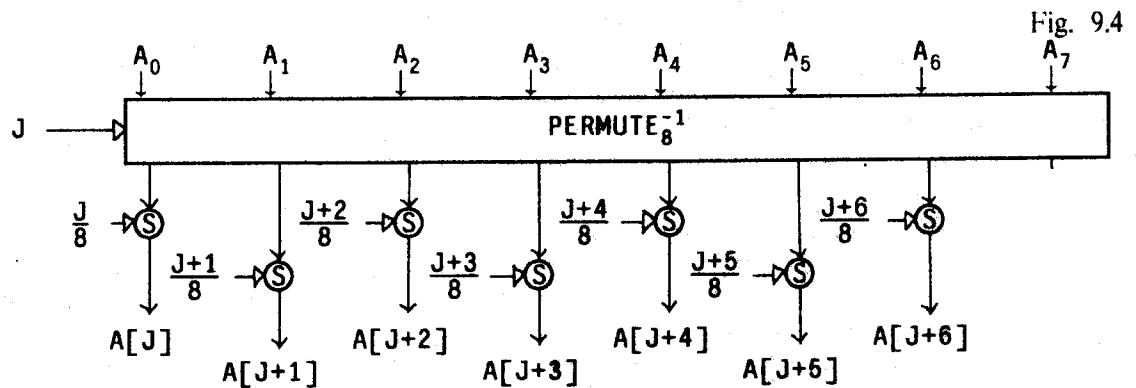 Fig. 9.4
A₀ A₁ A₂ A₃ A₄ A₅ A₆ A₇
J
PERMUTE₈⁻¹
J/8 S J+1/8 S J+2/8 S J+3/8 S J+4/8 S J+5/8 S J+6/8 S
A[J] A[J+1] A[J+2] A[J+3] A[J+4] A[J+5] A[J+6]